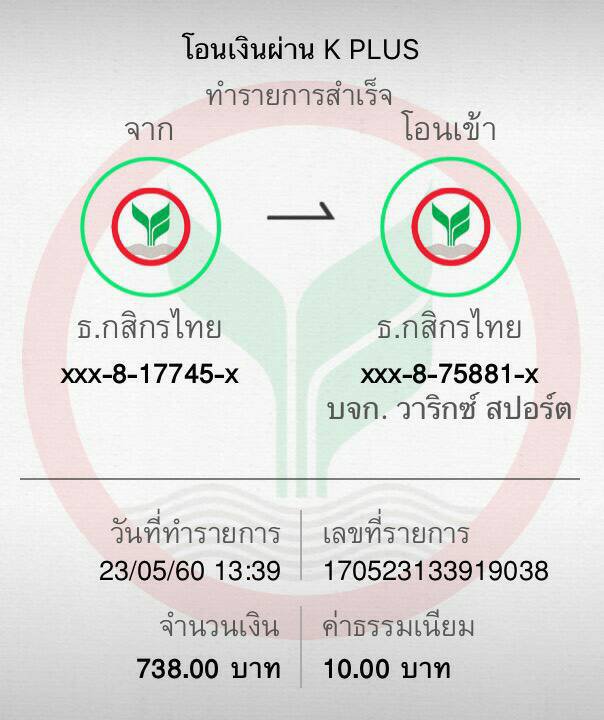 โอนเงินผ่าน K PLUS
ทำรายการสำเร็จ
จาก
โอนเข้า
ธ.กสิกรไทย
ธ.กสิกรไทย
xxx-8-17745-x
xxx-8-75881-x
บจก. วาริกซ์ สปอร์ต
วันที่ทำรายการ
เลขที่รายการ
23/05/60 13:39
170523133919038
จำนวนเงิน
ค่าธรรมเนียม
738.00 บาท
10.00 บาท